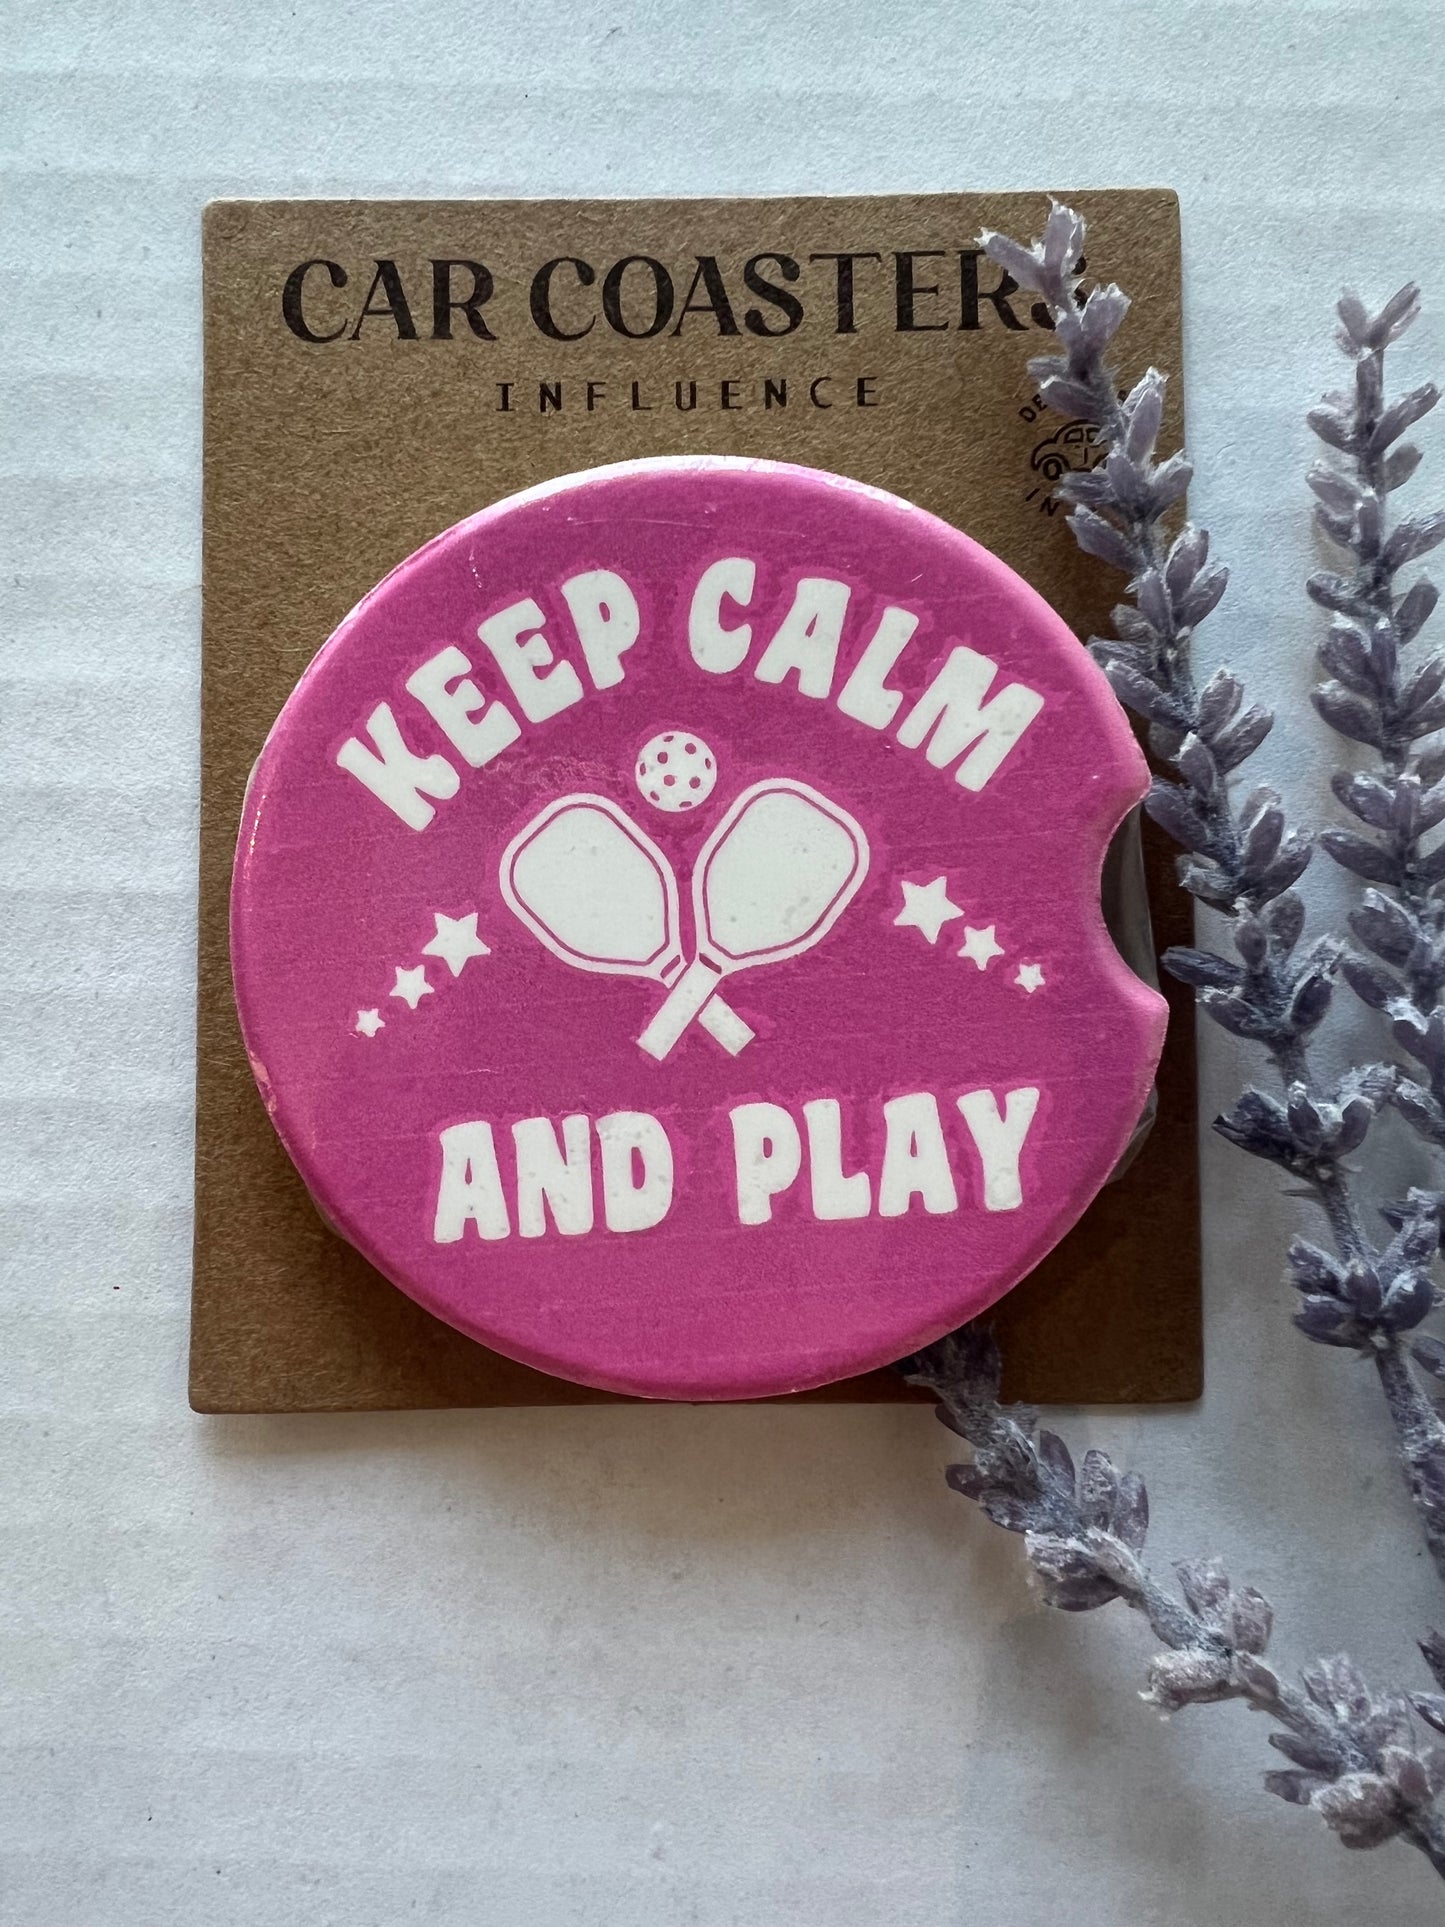 CAR COASTERS
INFLUENCE
KEEP CALM
AND PLAY